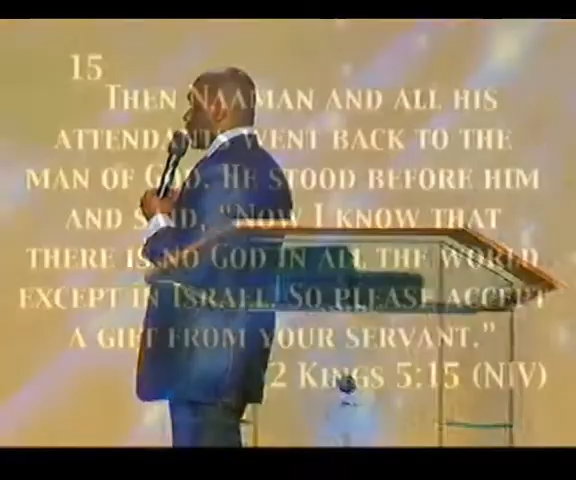 15
Then Naaman and all his
attendants went back to the
man of God. He stood before him
and said, "Now I know that
there is no God in all the world
except in Israel. So please accept
a gift from your servant."
2 Kings 5:15 (NIV)